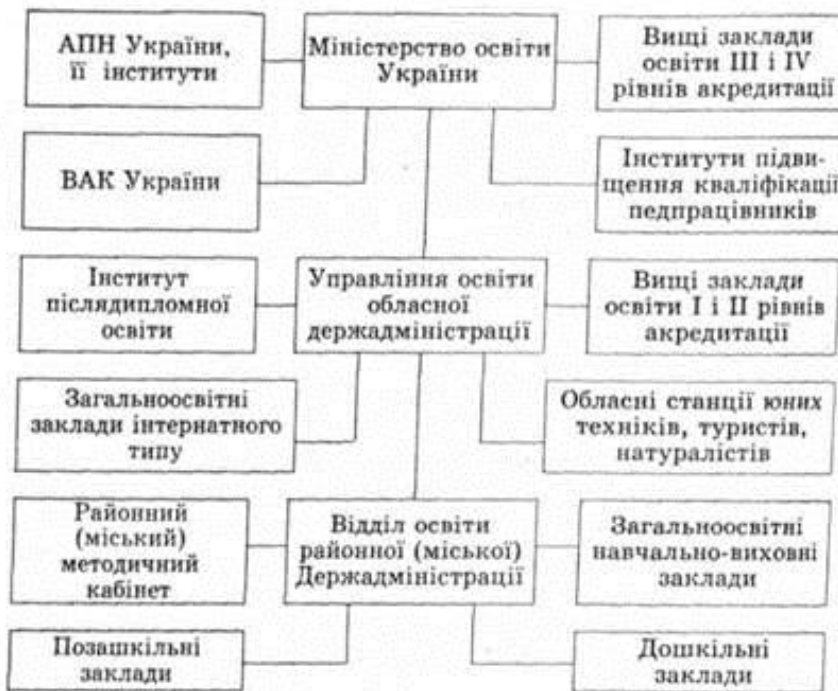 АПН України,
її інститути
Міністерство освіти
України
Вищі заклади
освіти III і IV
рівнів акредитації
ВАК України
Інститути підви-
щення кваліфікації
педпрацівників
Інститут
післядипломної
освіти
Управління освіти
обласної
держадміністрації
Вищі заклади
освіти I і II рівнів
акредитації
Загальноосвітні
заклади інтернатного
типу
Обласні станції юних
техніків, туристів,
натуралістів
Районний
(міський)
методичний
кабінет
Відділ освіти
районної (міської)
Держадміністрації
Загальноосвітні
навчально-виховні
заклади
Позашкільні
заклади
Дошкільні
заклади